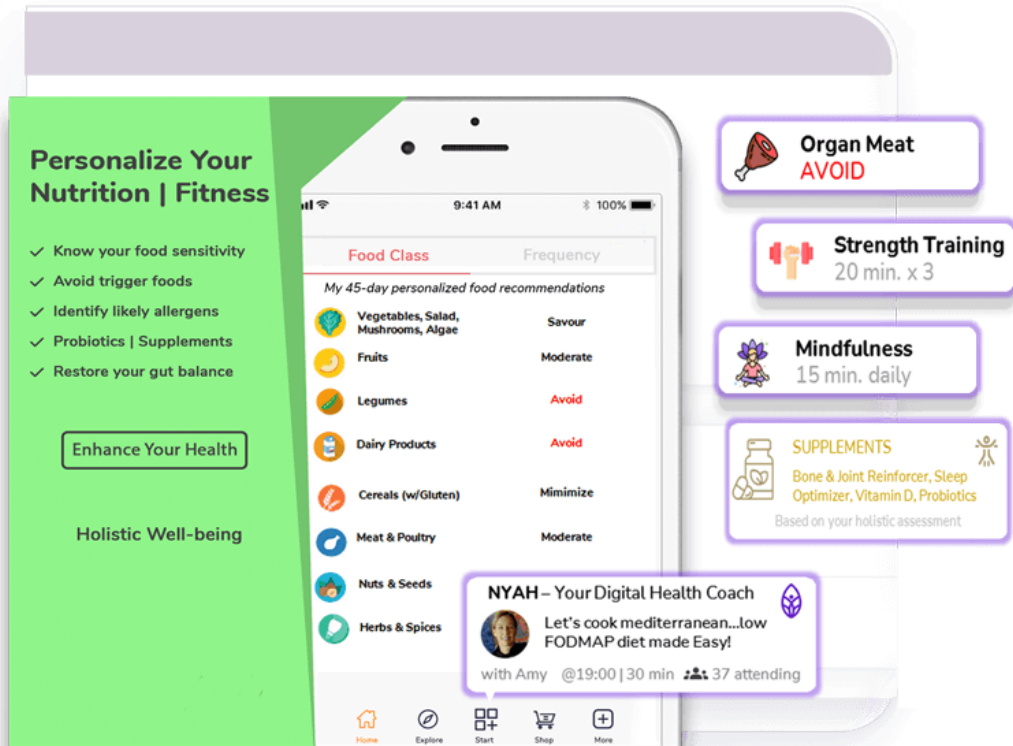 Personalize Your
Nutrition | Fitness
✓ Know your food sensitivity
✓ Avoid trigger foods
✓ Identify likely allergens
✓ Probiotics | Supplements
✓ Restore your gut balance
Enhance Your Health
Holistic Well-being
9:41 AM 100%
Food Class Frequency
My 45-day personalized food recommendations
Vegetables, Salad,
Mushrooms, Algae Savour
Fruits Moderate
Legumes Avoid
Dairy Products Avoid
Cereals (w/Gluten) Mimimize
Meat & Poultry Moderate
Nuts & Seeds
Herbs & Spices
NYAH – Your Digital Health Coach
Let's cook mediterranean...low
FODMAP diet made Easy!
with Amy @19:00 | 30 min 37 attending
Home Explore Start Shop More
Organ Meat
AVOID
Strength Training
20 min. x 3
Mindfulness
15 min. daily
SUPPLEMENTS
Bone & Joint Reinforcer, Sleep
Optimizer, Vitamin D, Probiotics
Based on your holistic assessment